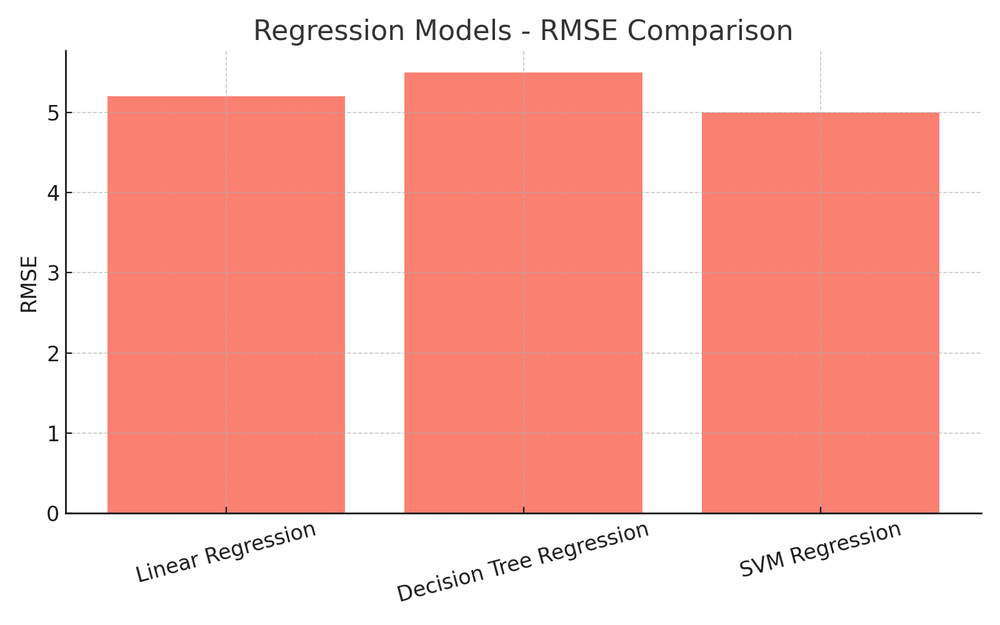 Regression Models - RMSE Comparison
RMSE
5
4
3
2
1
0
Linear Regression
Decision Tree Regression
SVM Regression